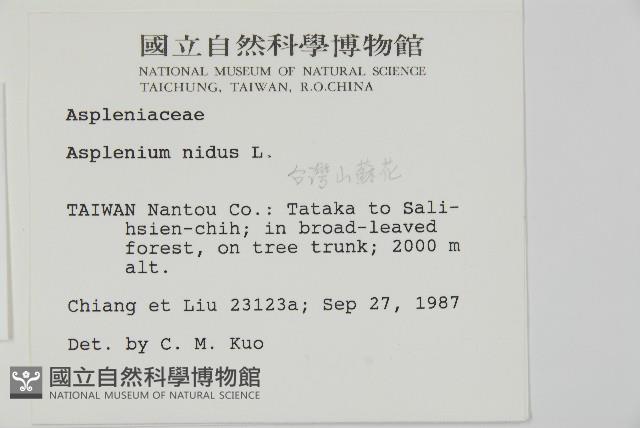 國立自然科學博物館
NATIONAL MUSEUM OF NATURAL SCIENCE
TAICHUNG, TAIWAN, R.O.CHINA
Aspleniaceae
Asplenium nidus L.
台灣山蘇花
TAIWAN Nantou Co.: Tataka to Sali-
hsien-chih; in broad-leaved
forest, on tree trunk; 2000 m
alt.
Chiang et Liu 23123a; Sep 27, 1987
Det. by C. M. Kuo
國立自然科學博物館
NATIONAL MUSEUM OF NATURAL SCIENCE